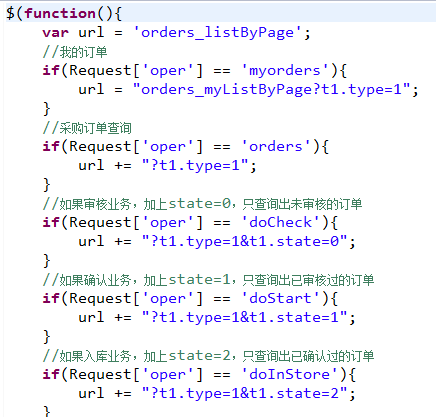 $(function(){
    var url = 'orders_listByPage';
    //我的订单
    if(Request['oper'] == 'myorders'){
        url = "orders_myListByPage?t1.type=1";
    }
    //采购订单查询
    if(Request['oper'] == 'orders'){
        url += "?t1.type=1";
    }
    //如果审核业务，加上state=0，只查询出未审核的订单
    if(Request['oper'] == 'doCheck'){
        url += "?t1.type=1&t1.state=0";
    }
    //如果确认业务，加上state=1，只查询出已审核过的订单
    if(Request['oper'] == 'doStart'){
        url += "?t1.type=1&t1.state=1";
    }
    //如果入库业务，加上state=2，只查询出已确认过的订单
    if(Request['oper'] == 'doInStore'){
        url += "?t1.type=1&t1.state=2";
    }